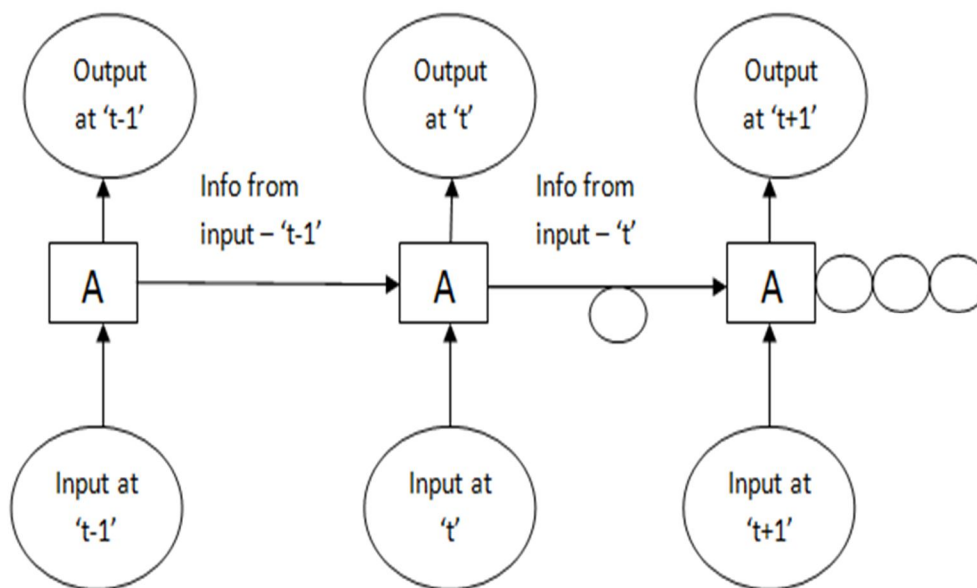 Output
at ‘t-1’
Output
at ‘t’
Output
at ‘t+1’
Info from
input – ‘t-1’
Info from
input – ‘t’
A
A
A
Input at
‘t-1’
Input at
‘t’
Input at
‘t+1’